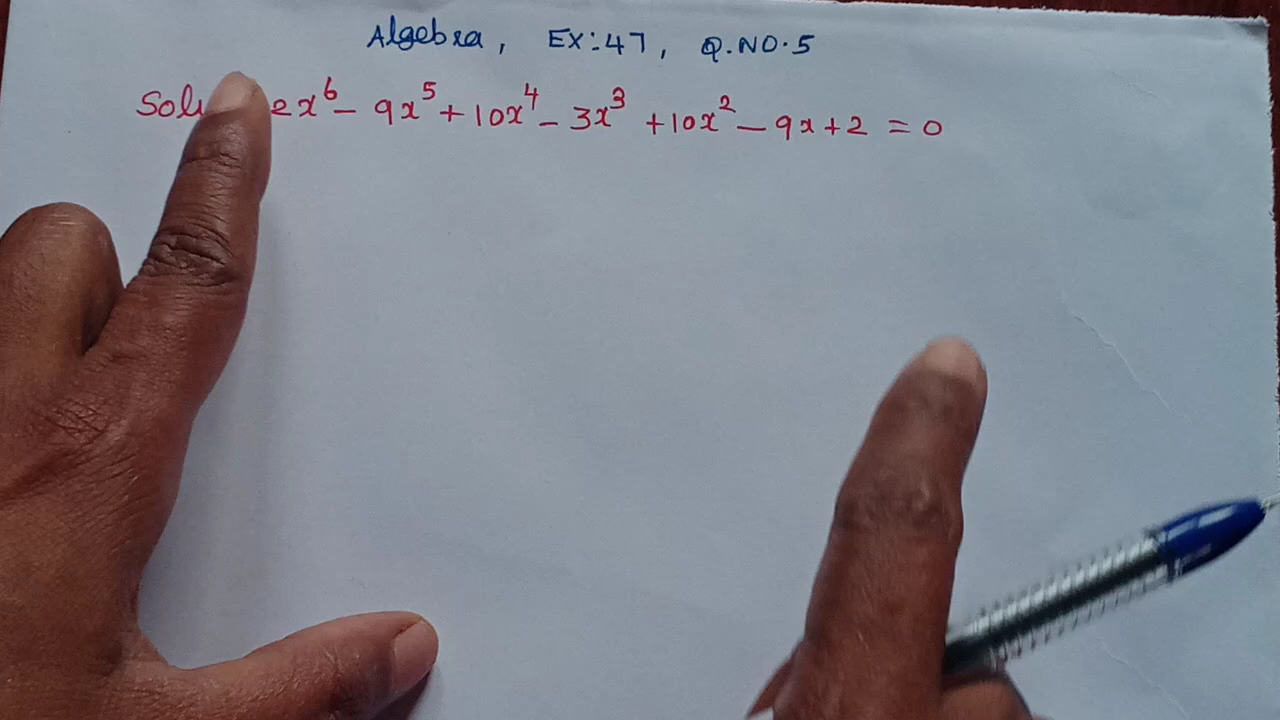 Algebra, EX:47, Q.NO.5
2x⁶ - 9x⁵ + 10x⁴ - 3x³ + 10x² - 9x + 2 = 0